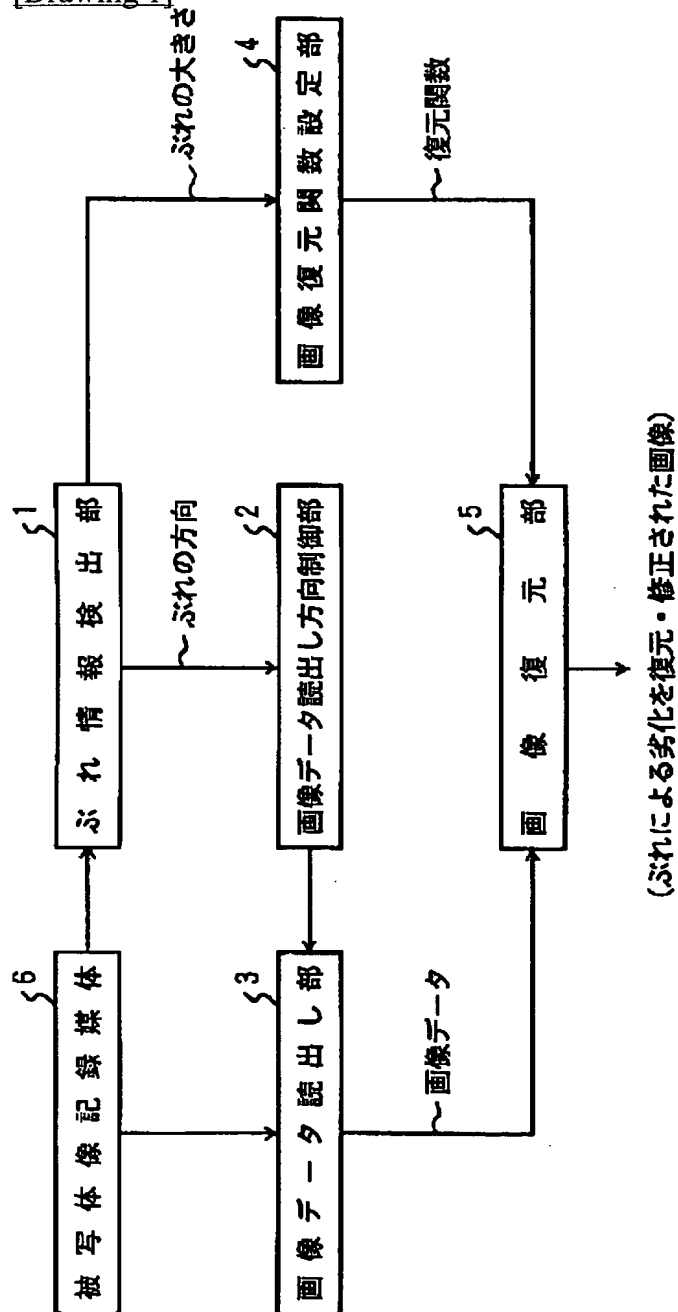 [Drawing 1]
6
被写体像記録媒体
1
ぶれ情報検出部
ぶれの大きさ
ぶれの方向
3
画像データ読出し部
2
画像データ読出し方向制御部
4
画像復元関数設定部
画像データ
復元関数
5
画像復元部
(ぶれによる劣化を復元・修正された画像)